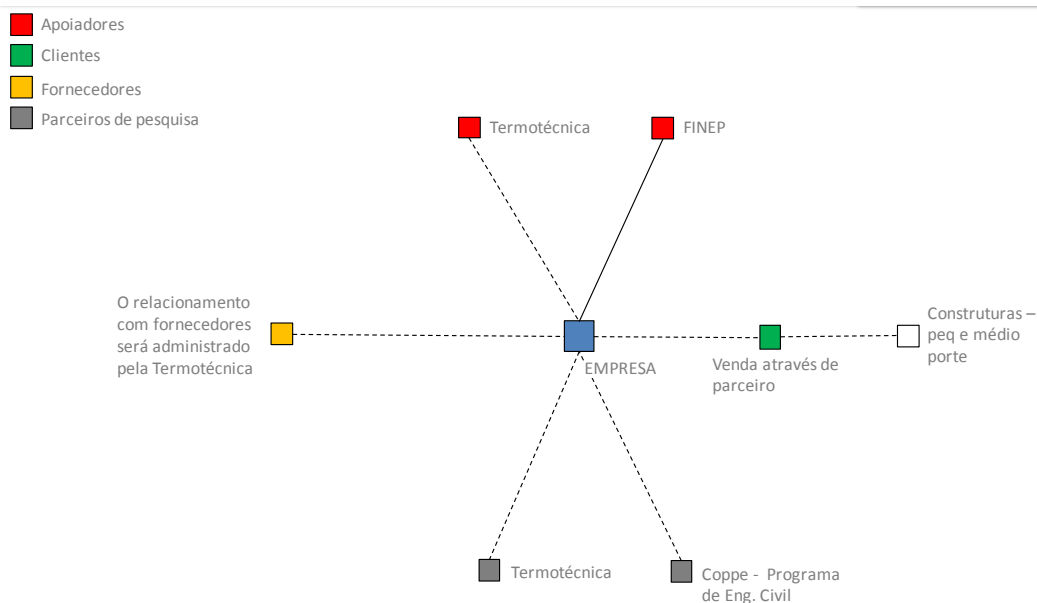 Apoiadores
Clientes
Fornecedores
Parceiros de pesquisa
Termotécnica
FINEP
O relacionamento
com fornecedores
será administrado
pela Termotécnica
EMPRESA
Venda através de
parceiro
Construturas –
peq e médio
porte
Termotécnica
Coppe - Programa
de Eng. Civil